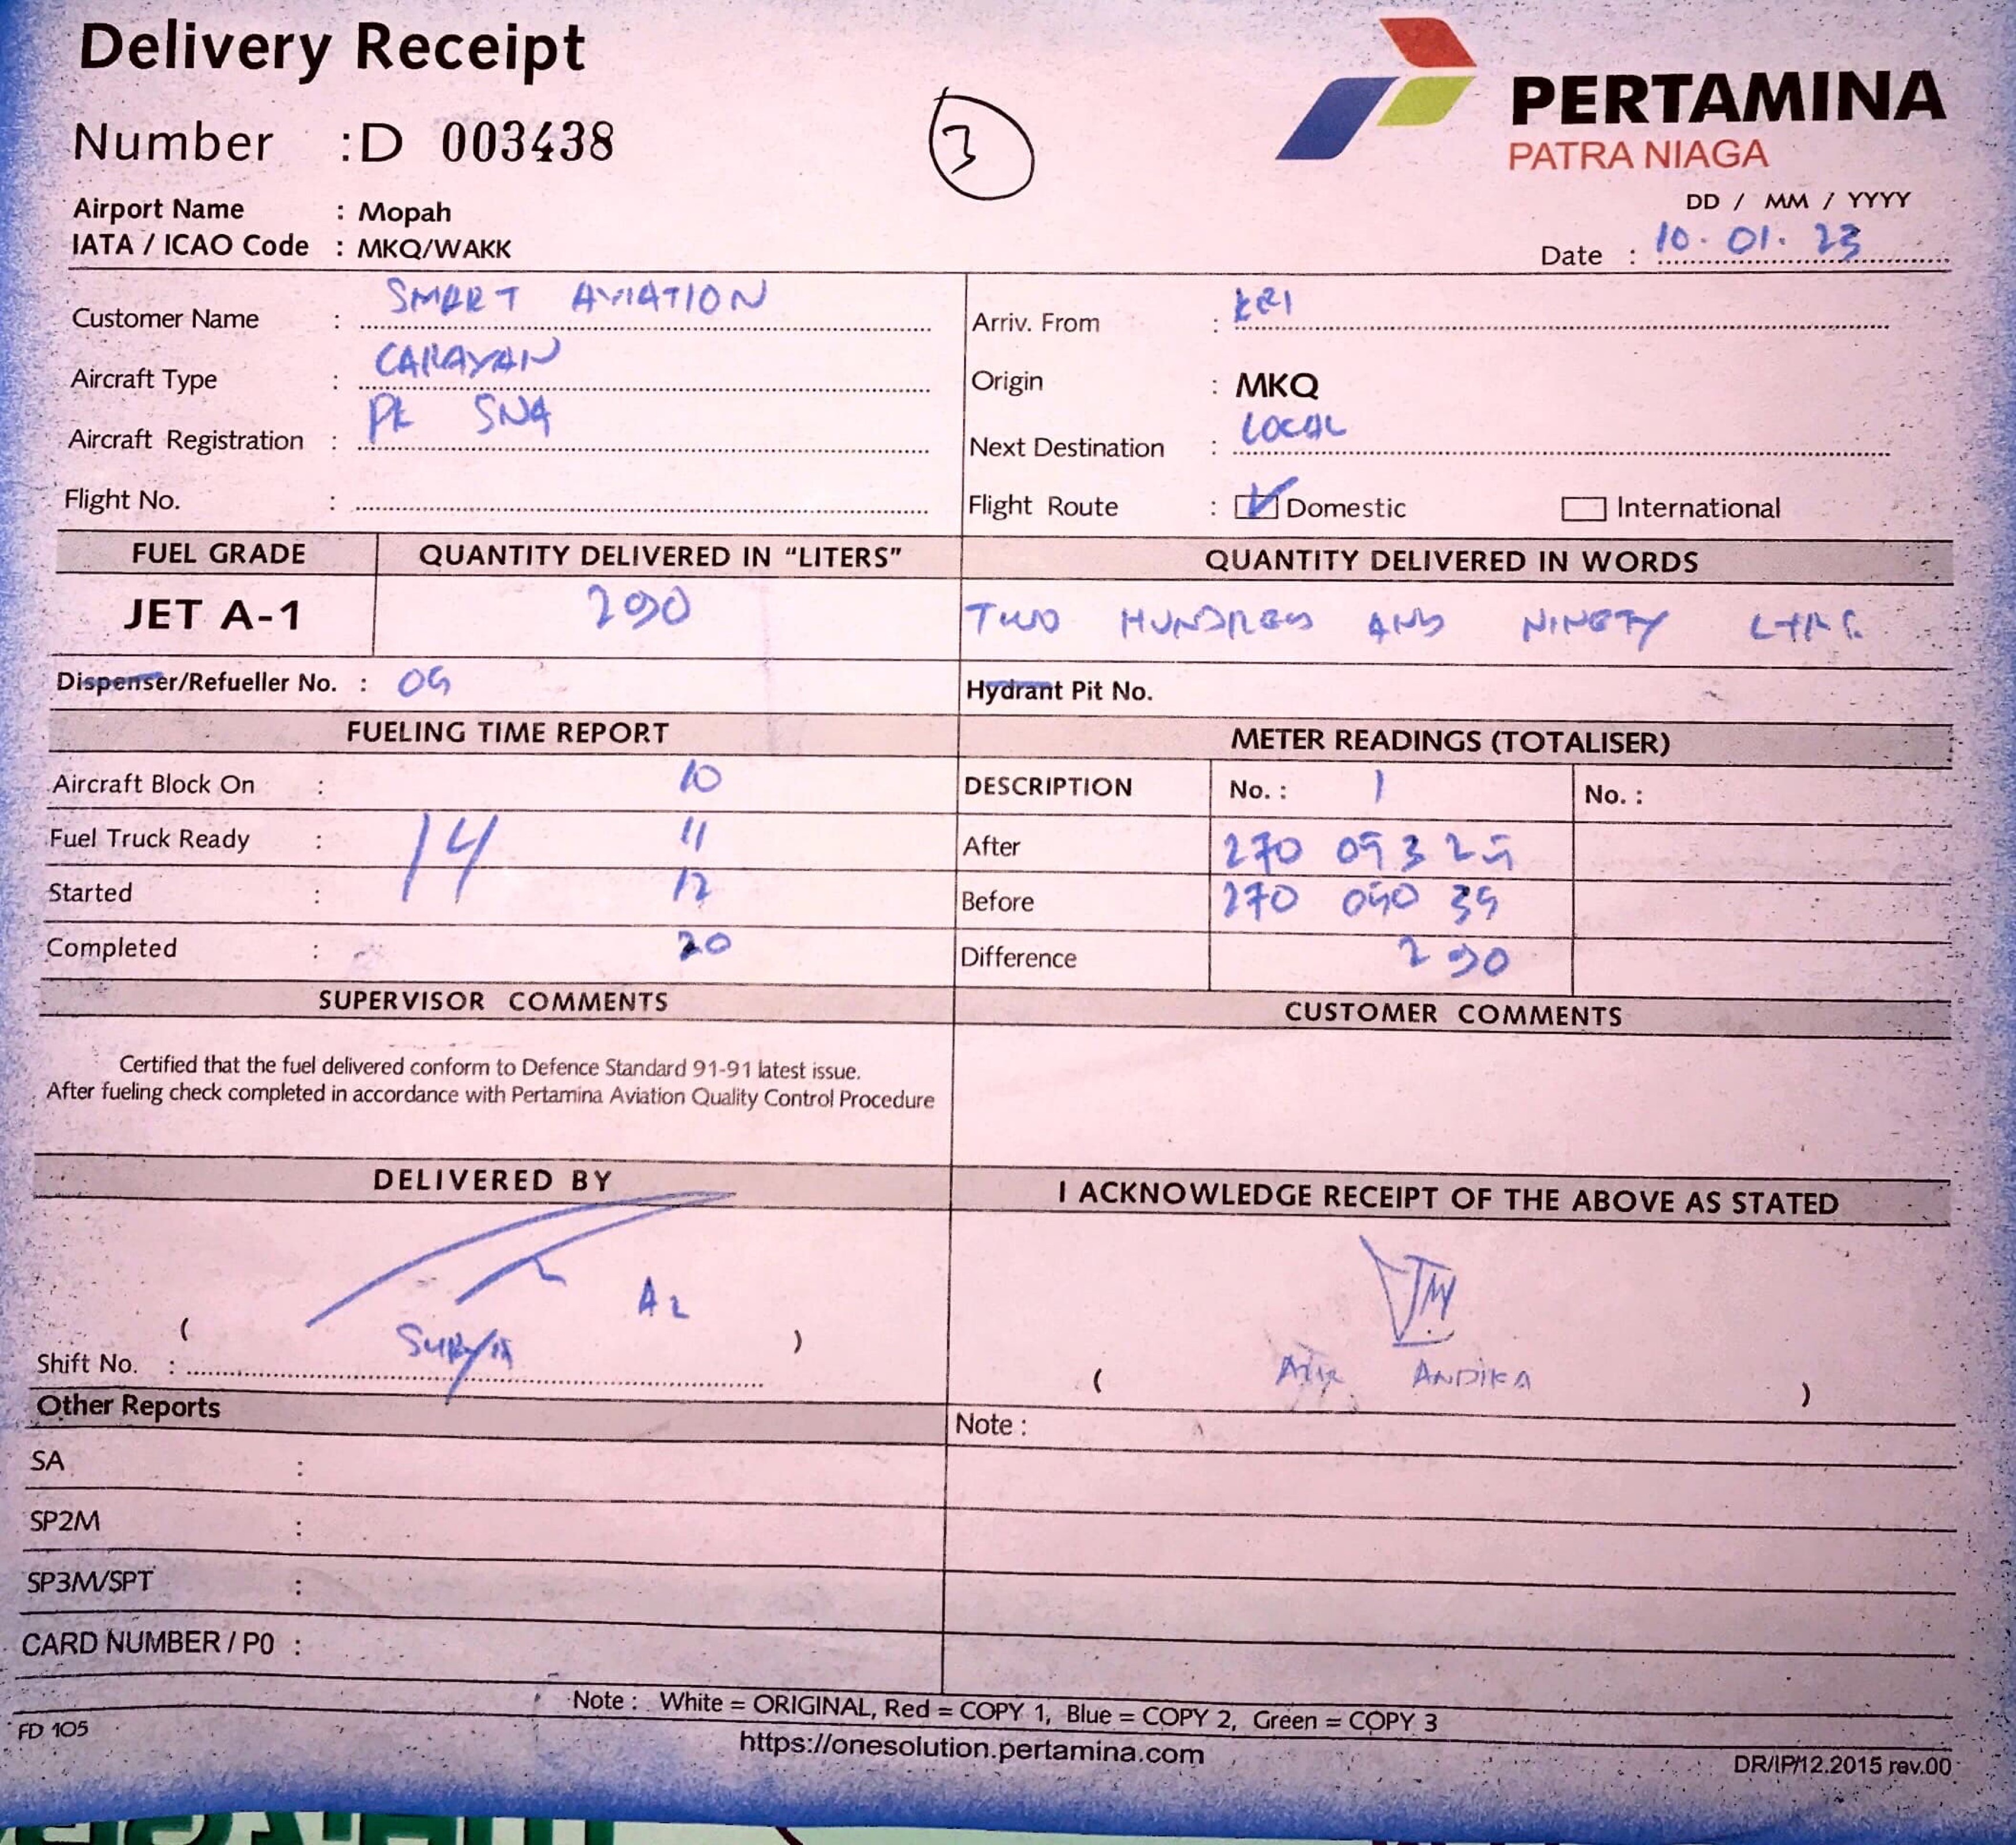 Delivery Receipt
Number : D 003438
3
PERTAMINA
PATRA NIAGA
Airport Name : Mopah
IATA / ICAO Code : MKQ/WAKK
DD / MM / YYYY
Date : 10. 01. 23
Customer Name : SMART AVIATION
Arriv. From :
Aircraft Type : CARAVAN
Origin : MKQ
Aircraft Registration : PK SNA
Next Destination : LOCAL
Flight No. :
Flight Route : Domestic International
FUEL GRADE QUANTITY DELIVERED IN "LITERS" QUANTITY DELIVERED IN WORDS
JET A-1 290 TWO HUNDRED AND NINETY
Dispenser/Refueller No. :
Hydrant Pit No.
FUELING TIME REPORT METER READINGS (TOTALISER)
Aircraft Block On : 10
DESCRIPTION No. : 1 No. :
Fuel Truck Ready : 14 11
After 270 093 25
Started : 12
Before 270 090 35
Completed : 20
Difference 290
SUPERVISOR COMMENTS CUSTOMER COMMENTS
Certified that the fuel delivered conform to Defence Standard 91-91 latest issue.
After fueling check completed in accordance with Pertamina Aviation Quality Control Procedure
DELIVERED BY I ACKNOWLEDGE RECEIPT OF THE ABOVE AS STATED
( Surya A2 )
Shift No. :
( ANDIKA )
Other Reports
Note :
SA :
SP2M :
SP3M/SPT :
CARD NUMBER / P0 :
Note : White = ORIGINAL, Red = COPY 1, Blue = COPY 2, Green = COPY 3
FD 105
https://onesolution.pertamina.com
DR/IP/12.2015 rev.00